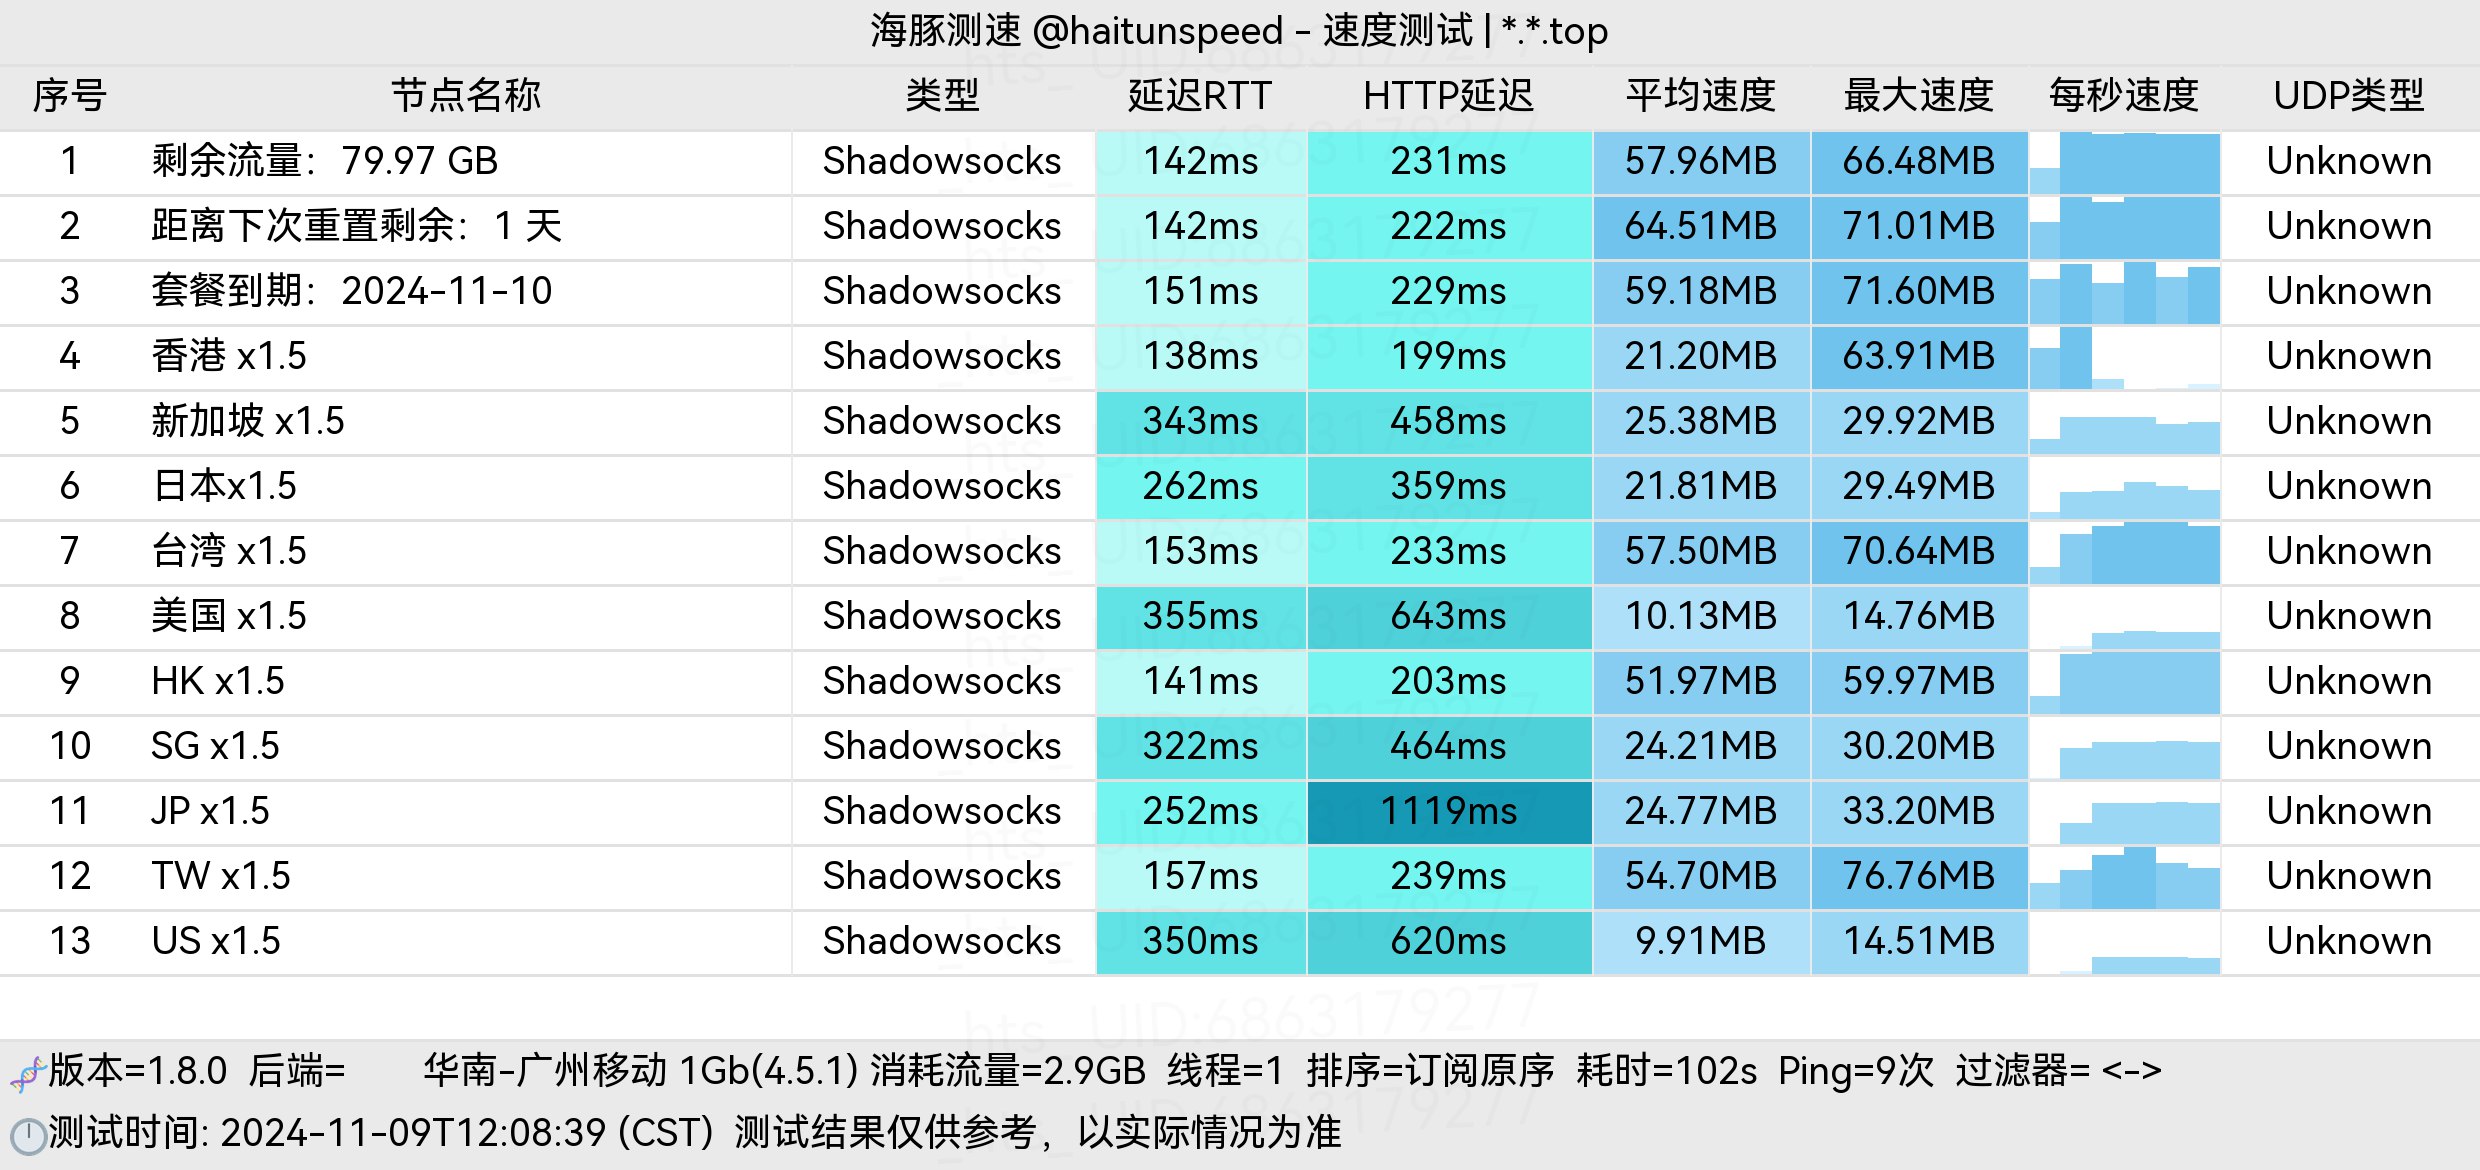 海豚测速 @haitunspeed - 速度测试 | *.*.top
序号 节点名称 类型 延迟RTT HTTP延迟 平均速度 最大速度 每秒速度 UDP类型
1 剩余流量：79.97 GB Shadowsocks 142ms 231ms 57.96MB 66.48MB Unknown
2 距离下次重置剩余：1 天 Shadowsocks 142ms 222ms 64.51MB 71.01MB Unknown
3 套餐到期：2024-11-10 Shadowsocks 151ms 229ms 59.18MB 71.60MB Unknown
4 香港 x1.5 Shadowsocks 138ms 199ms 21.20MB 63.91MB Unknown
5 新加坡 x1.5 Shadowsocks 343ms 458ms 25.38MB 29.92MB Unknown
6 日本x1.5 Shadowsocks 262ms 359ms 21.81MB 29.49MB Unknown
7 台湾 x1.5 Shadowsocks 153ms 233ms 57.50MB 70.64MB Unknown
8 美国 x1.5 Shadowsocks 355ms 643ms 10.13MB 14.76MB Unknown
9 HK x1.5 Shadowsocks 141ms 203ms 51.97MB 59.97MB Unknown
10 SG x1.5 Shadowsocks 322ms 464ms 24.21MB 30.20MB Unknown
11 JP x1.5 Shadowsocks 252ms 1119ms 24.77MB 33.20MB Unknown
12 TW x1.5 Shadowsocks 157ms 239ms 54.70MB 76.76MB Unknown
13 US x1.5 Shadowsocks 350ms 620ms 9.91MB 14.51MB Unknown
hts_ UID:6863179277
版本=1.8.0 后端= 华南-广州移动 1Gb(4.5.1) 消耗流量=2.9GB 线程=1 排序=订阅原序 耗时=102s Ping=9次 过滤器= <->
测试时间: 2024-11-09T12:08:39 (CST) 测试结果仅供参考，以实际情况为准